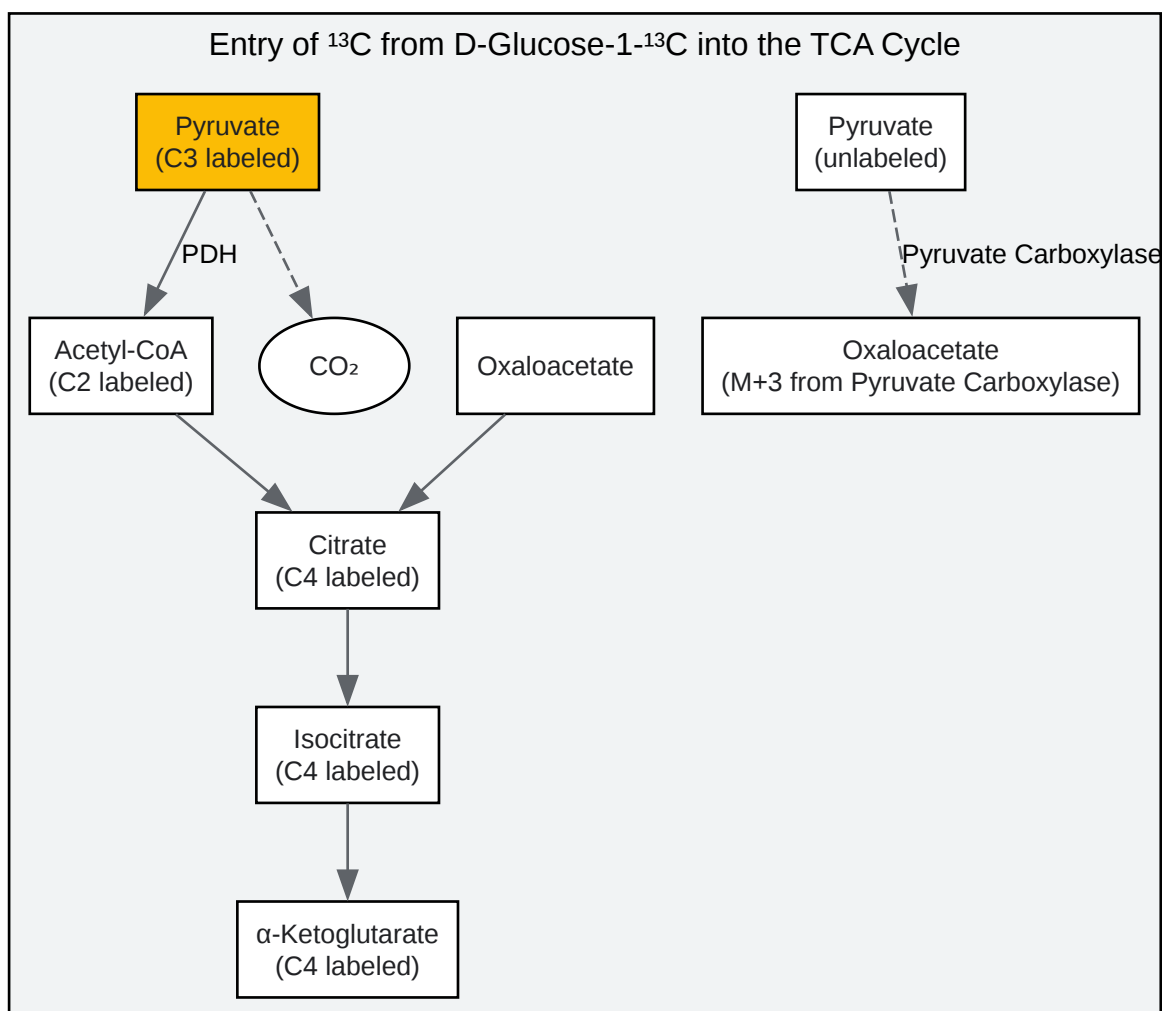 Entry of ¹³C from D-Glucose-1-¹³C into the TCA Cycle
Pyruvate
(C3 labeled)
Pyruvate
(unlabeled)
PDH
Pyruvate Carboxylase
Acetyl-CoA
(C2 labeled)
CO₂
Oxaloacetate
Oxaloacetate
(M+3 from Pyruvate Carboxylase)
Citrate
(C4 labeled)
Isocitrate
(C4 labeled)
α-Ketoglutarate
(C4 labeled)